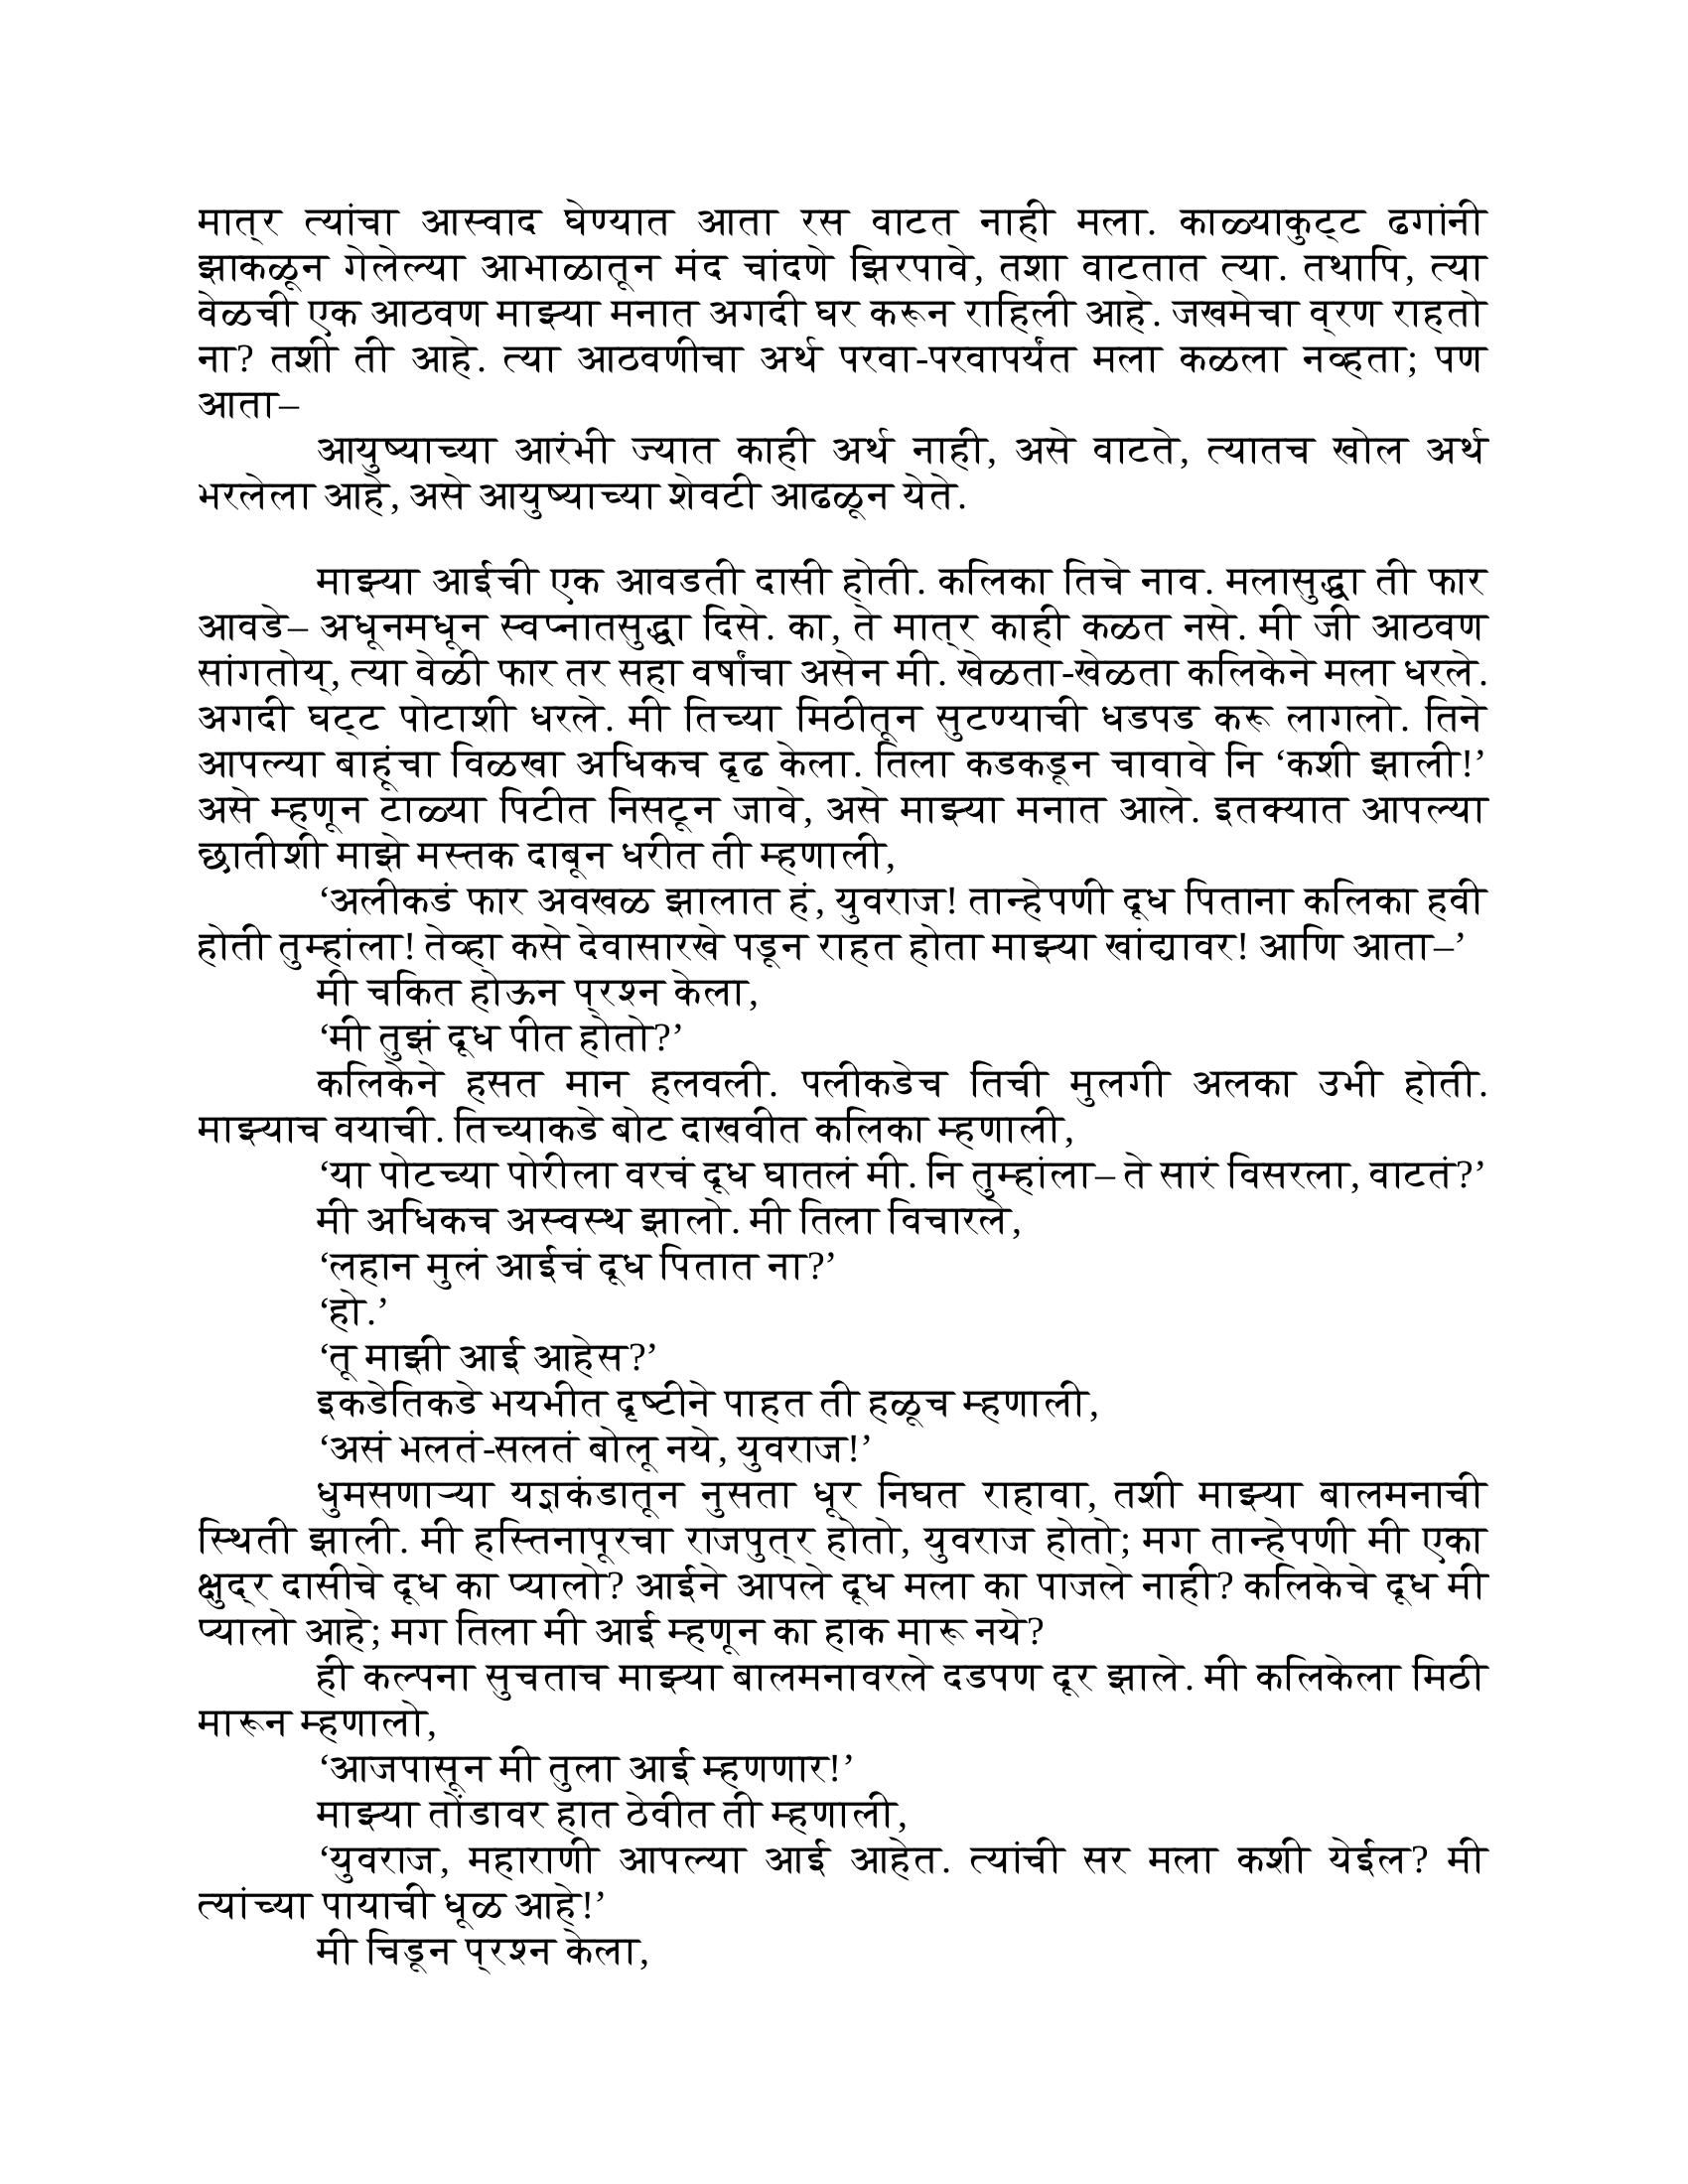 मात्र त्यांचा आस्वाद घेण्यात आता रस वाटत नाही मला. काळ्याकुट्ट ढगांनी
झाकळून गेलेल्या आभाळातून मंद चांदणे झिरपावे, तशा वाटतात त्या. तथापि, त्या
वेळची एक आठवण माझ्या मनात अगदी घर करून राहिली आहे. जखमेचा व्रण राहतो
ना? तशी ती आहे. त्या आठवणीचा अर्थ परवा-परवापर्यंत मला कळला नव्हता; पण
आता–
आयुष्याच्या आरंभी ज्यात काही अर्थ नाही, असे वाटते, त्यातच खोल अर्थ
भरलेला आहे, असे आयुष्याच्या शेवटी आढळून येते.
माझ्या आईची एक आवडती दासी होती. कलिका तिचे नाव. मलासुद्धा ती फार
आवडे– अधूनमधून स्वप्नातसुद्धा दिसे. का, ते मात्र काही कळत नसे. मी जी आठवण
सांगतोय्, त्या वेळी फार तर सहा वर्षांचा असेन मी. खेळता-खेळता कलिकेने मला धरले.
अगदी घट्ट पोटाशी धरले. मी तिच्या मिठीतून सुटण्याची धडपड करू लागलो. तिने
आपल्या बाहूंचा विळखा अधिकच दृढ केला. तिला कडकडून चावावे नि ‘कशी झाली!’
असे म्हणून टाळ्या पिटीत निसटून जावे, असे माझ्या मनात आले. इतक्यात आपल्या
छातीशी माझे मस्तक दाबून धरीत ती म्हणाली,
‘अलीकडं फार अवखळ झालात हं, युवराज! तान्हेपणी दूध पिताना कलिका हवी
होती तुम्हांला! तेव्हा कसे देवासारखे पडून राहत होता माझ्या खांद्यावर! आणि आता–’
मी चकित होऊन प्रश्न केला,
‘मी तुझं दूध पीत होतो?’
कलिकेने हसत मान हलवली. पलीकडेच तिची मुलगी अलका उभी होती.
माझ्याच वयाची. तिच्याकडे बोट दाखवीत कलिका म्हणाली,
‘या पोटच्या पोरीला वरचं दूध घातलं मी. नि तुम्हांला– ते सारं विसरला, वाटतं?’
मी अधिकच अस्वस्थ झालो. मी तिला विचारले,
‘लहान मुलं आईचं दूध पितात ना?’
‘हो.’
‘तू माझी आई आहेस?’
इकडेतिकडे भयभीत दृष्टीने पाहत ती हळूच म्हणाली,
‘असं भलतं-सलतं बोलू नये, युवराज!’
धुमसणाऱ्या यज्ञकंडातून नुसता धूर निघत राहावा, तशी माझ्या बालमनाची
स्थिती झाली. मी हस्तिनापूरचा राजपुत्र होतो, युवराज होतो; मग तान्हेपणी मी एका
क्षुद्र दासीचे दूध का प्यालो? आईने आपले दूध मला का पाजले नाही? कलिकेचे दूध मी
प्यालो आहे; मग तिला मी आई म्हणून का हाक मारू नये?
ही कल्पना सुचताच माझ्या बालमनावरले दडपण दूर झाले. मी कलिकेला मिठी
मारून म्हणालो,
‘आजपासून मी तुला आई म्हणणार!’
माझ्या तोंडावर हात ठेवीत ती म्हणाली,
‘युवराज, महाराणी आपल्या आई आहेत. त्यांची सर मला कशी येईल? मी
त्यांच्या पायाची धूळ आहे!’
मी चिडून प्रश्न केला,